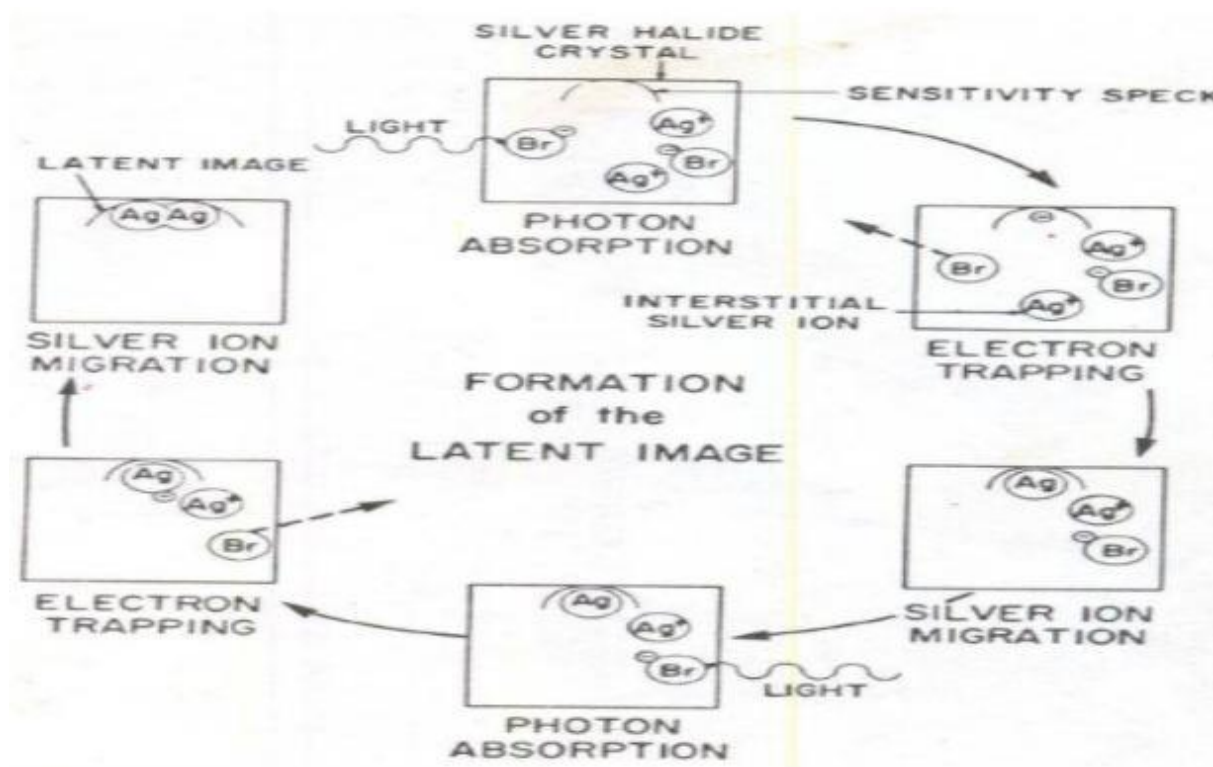 SILVER HALIDE
CRYSTAL
SENSITIVITY SPECK
LIGHT
Br
Ag+
Br
Ag+
PHOTON
ABSORPTION
LATENT IMAGE
Ag Ag
SILVER ION
MIGRATION
Br
Ag+
Br
Ag+
INTERSTITIAL
SILVER ION
ELECTRON
TRAPPING
FORMATION
of the
LATENT IMAGE
Ag
Ag+
Br
ELECTRON
TRAPPING
Ag
Ag+
Br
SILVER ION
MIGRATION
Ag
Ag+
Br
LIGHT
PHOTON
ABSORPTION